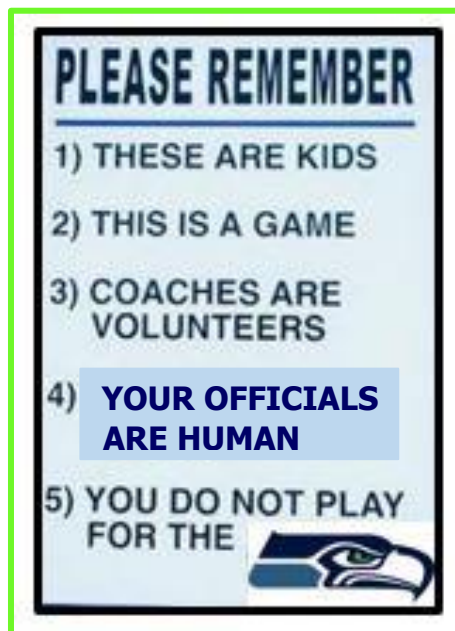 PLEASE REMEMBER
1) THESE ARE KIDS
2) THIS IS A GAME
3) COACHES ARE
VOLUNTEERS
4) YOUR OFFICIALS
ARE HUMAN
5) YOU DO NOT PLAY
FOR THE